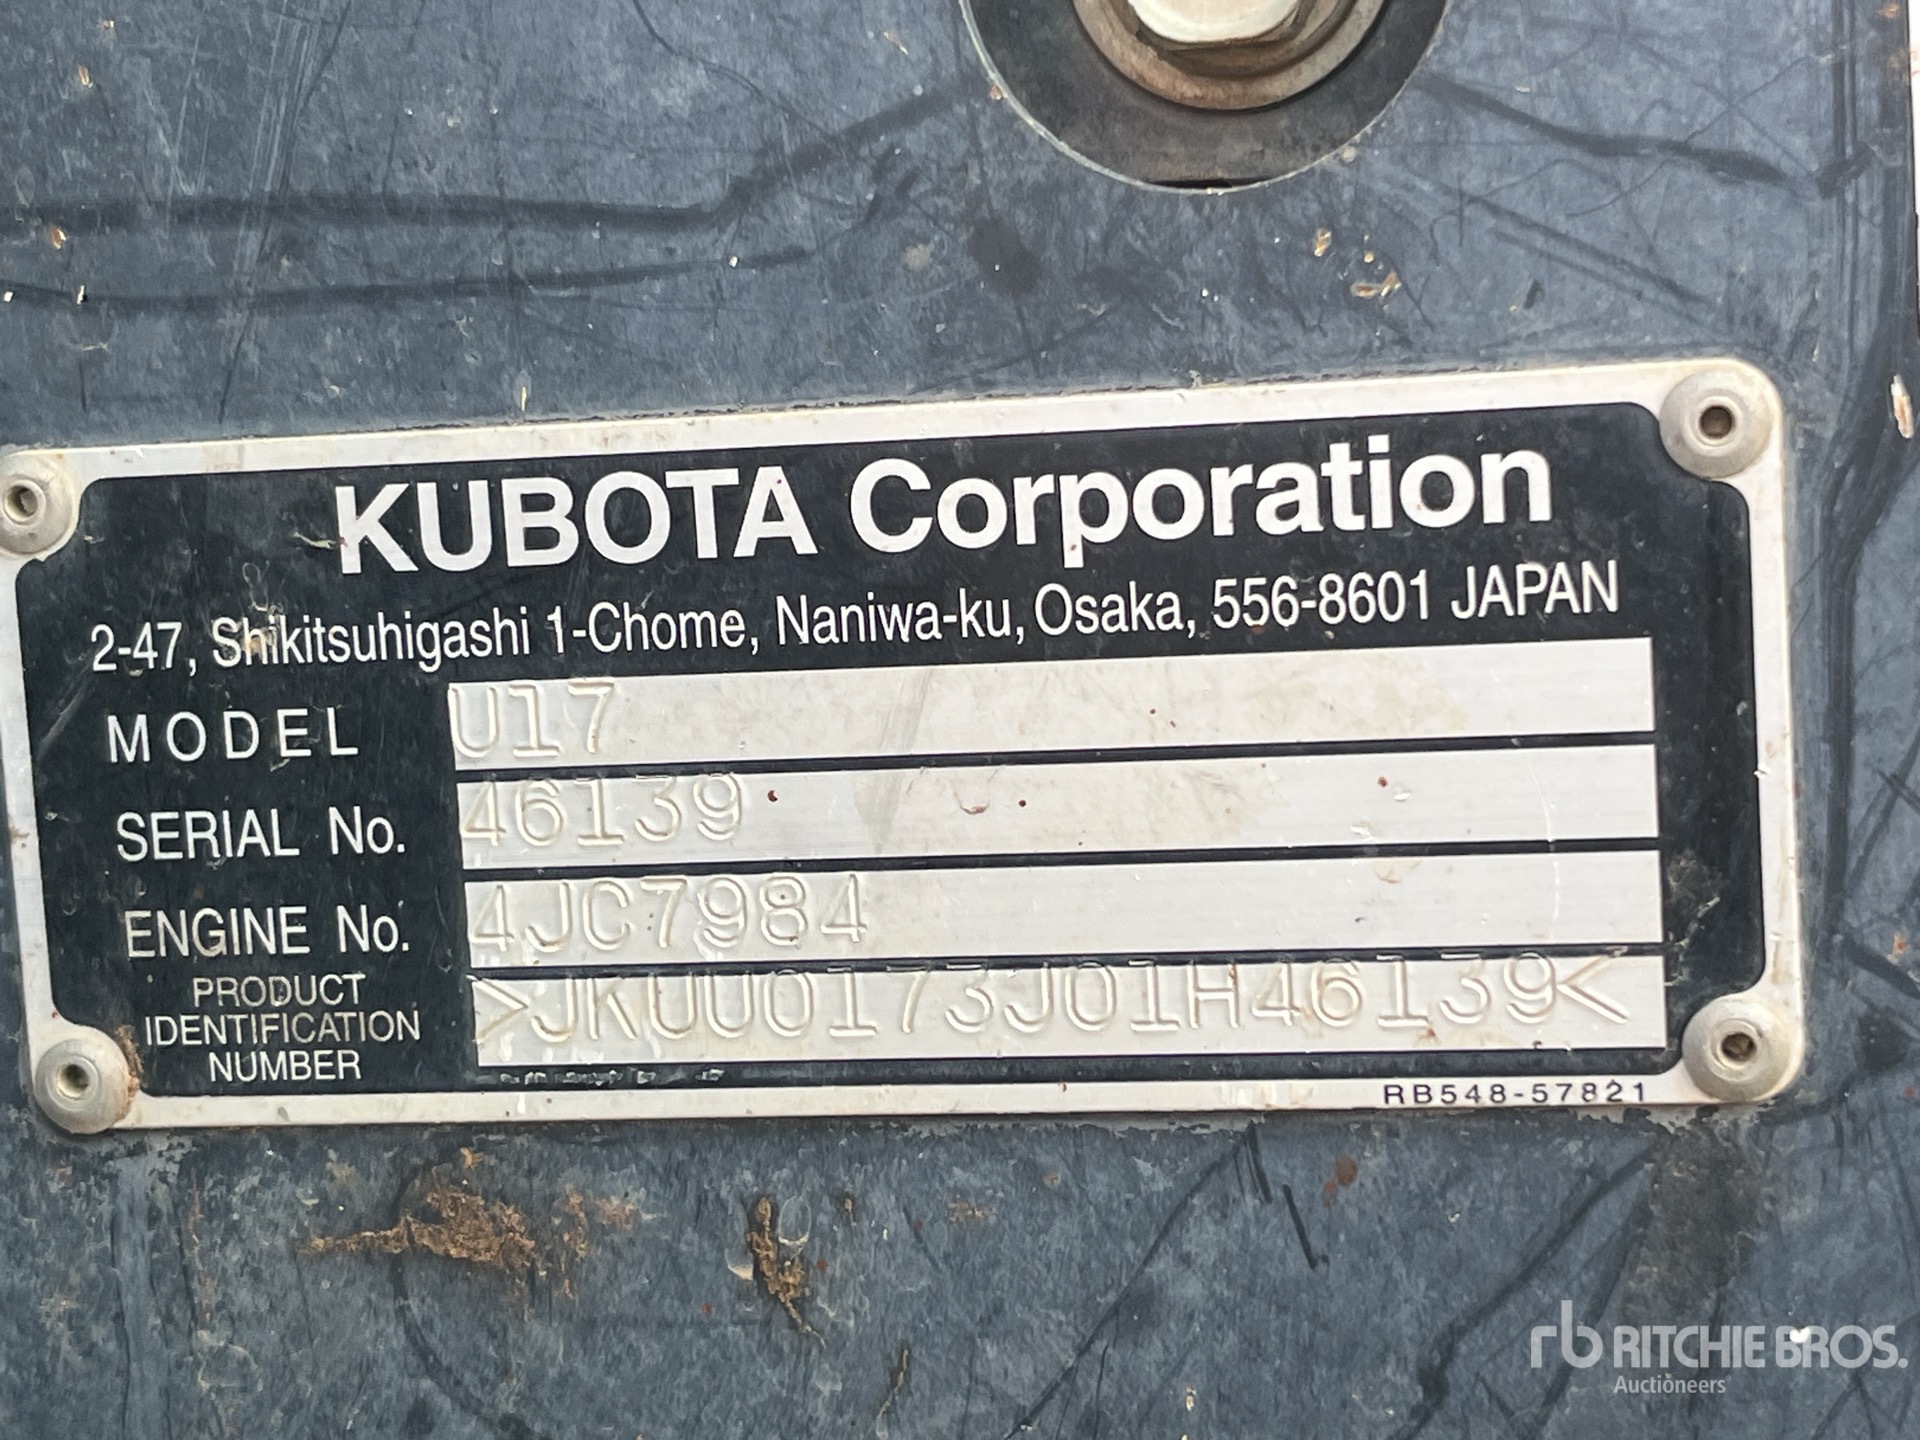 KUBOTA Corporation
2-47, Shikitsuhigashi 1-Chome, Naniwa-ku, Osaka, 556-8601 JAPAN
MODEL U17
SERIAL No. 46139
ENGINE No. 4JC7984
PRODUCT
IDENTIFICATION
NUMBER
>JKUU0173J01H46139<
RB548-57821
rb RITCHIE BROS.
Auctioneers